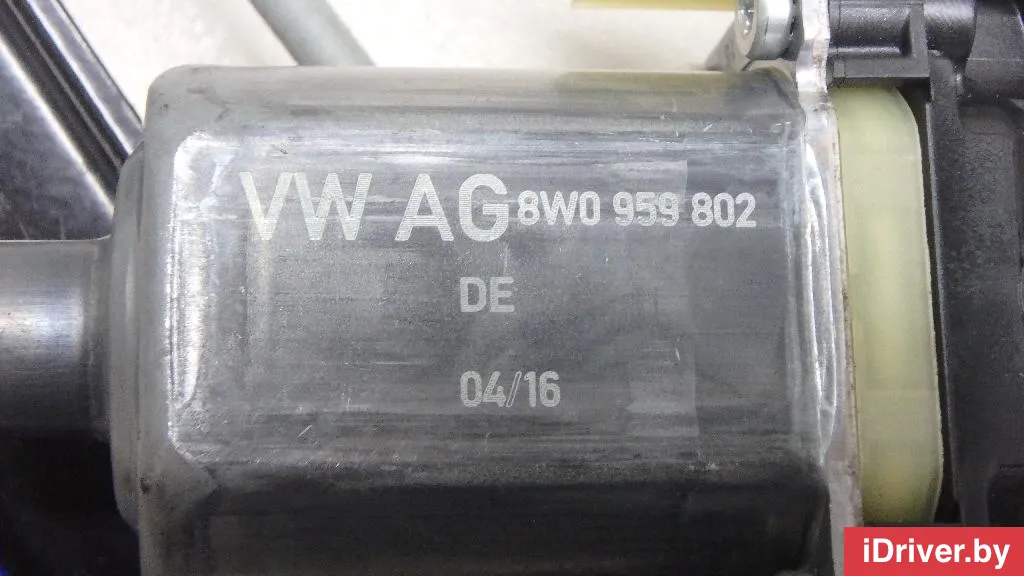 VW AG 8W0 959 802
DE
04/16
iDriver.by